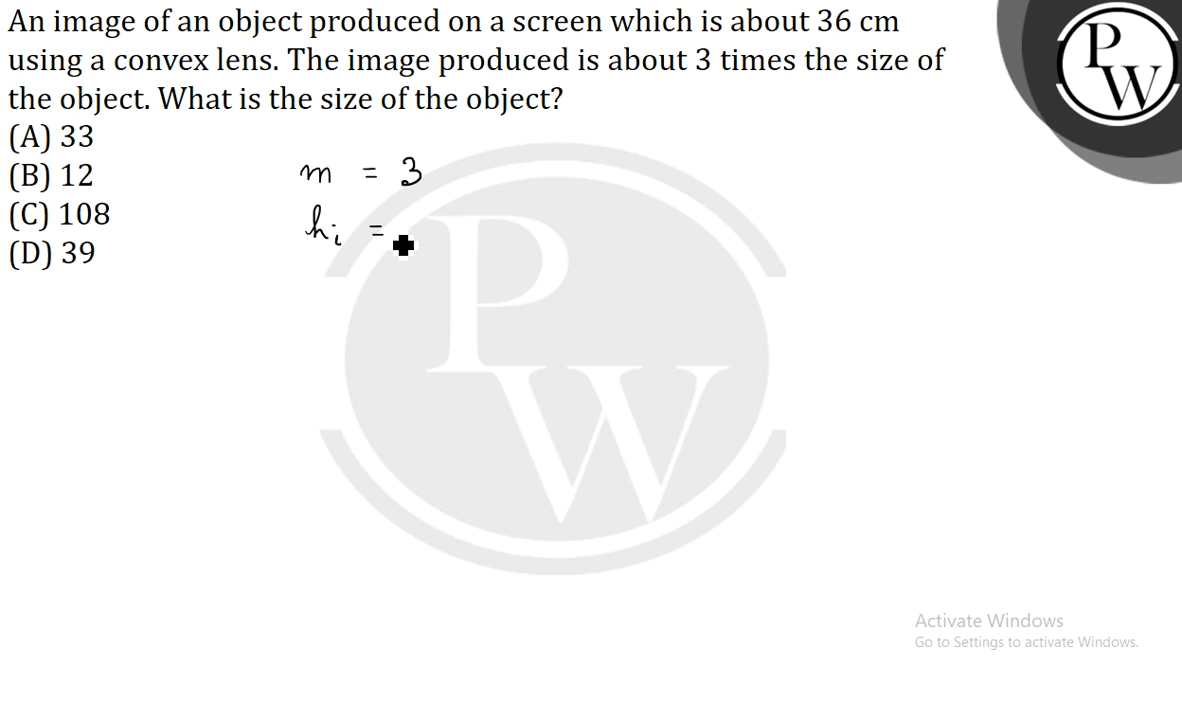 An image of an object produced on a screen which is about 36 cm
using a convex lens. The image produced is about 3 times the size of
the object. What is the size of the object?
(A) 33
(B) 12
(C) 108
(D) 39
m = 3
hi =
P
W
P
W
Activate Windows
Go to Settings to activate Windows.